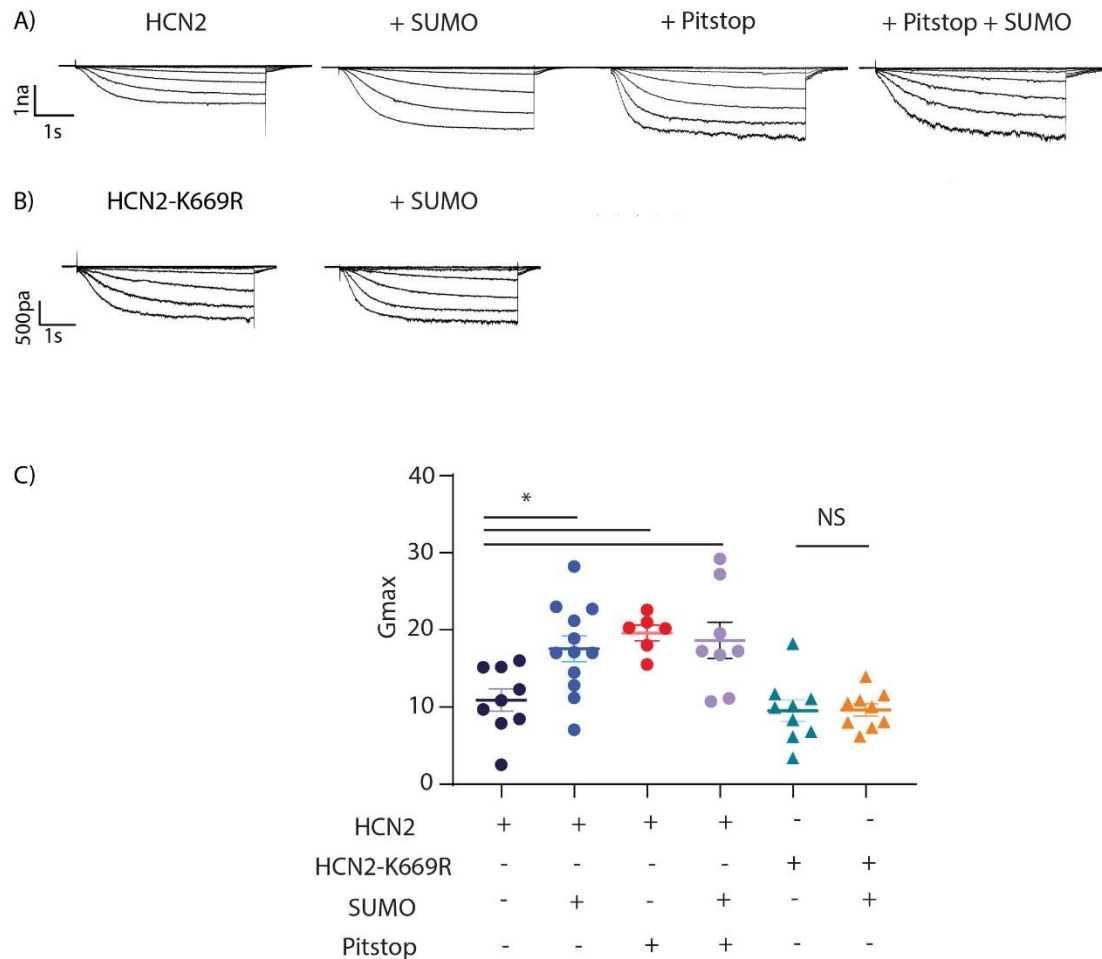 A)
HCN2
+ SUMO
+ Pitstop
+ Pitstop + SUMO
1na
1s
B)
HCN2-K669R
+ SUMO
500pa
1s
C)
40
30
20
10
0
Gmax
*
NS
HCN2 + + + + - -
HCN2-K669R - - - - + +
SUMO - + - + - +
Pitstop - - + + - -